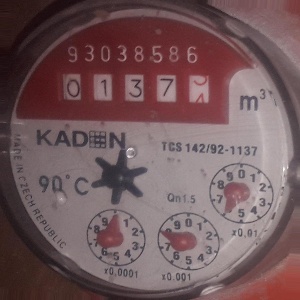 93038586
0137
m³
KADEN
TCS 142/92-1137
90°C
Qn1.5
MADE IN CZECH REPUBLIC
x0.01
x0.0001
x0.001